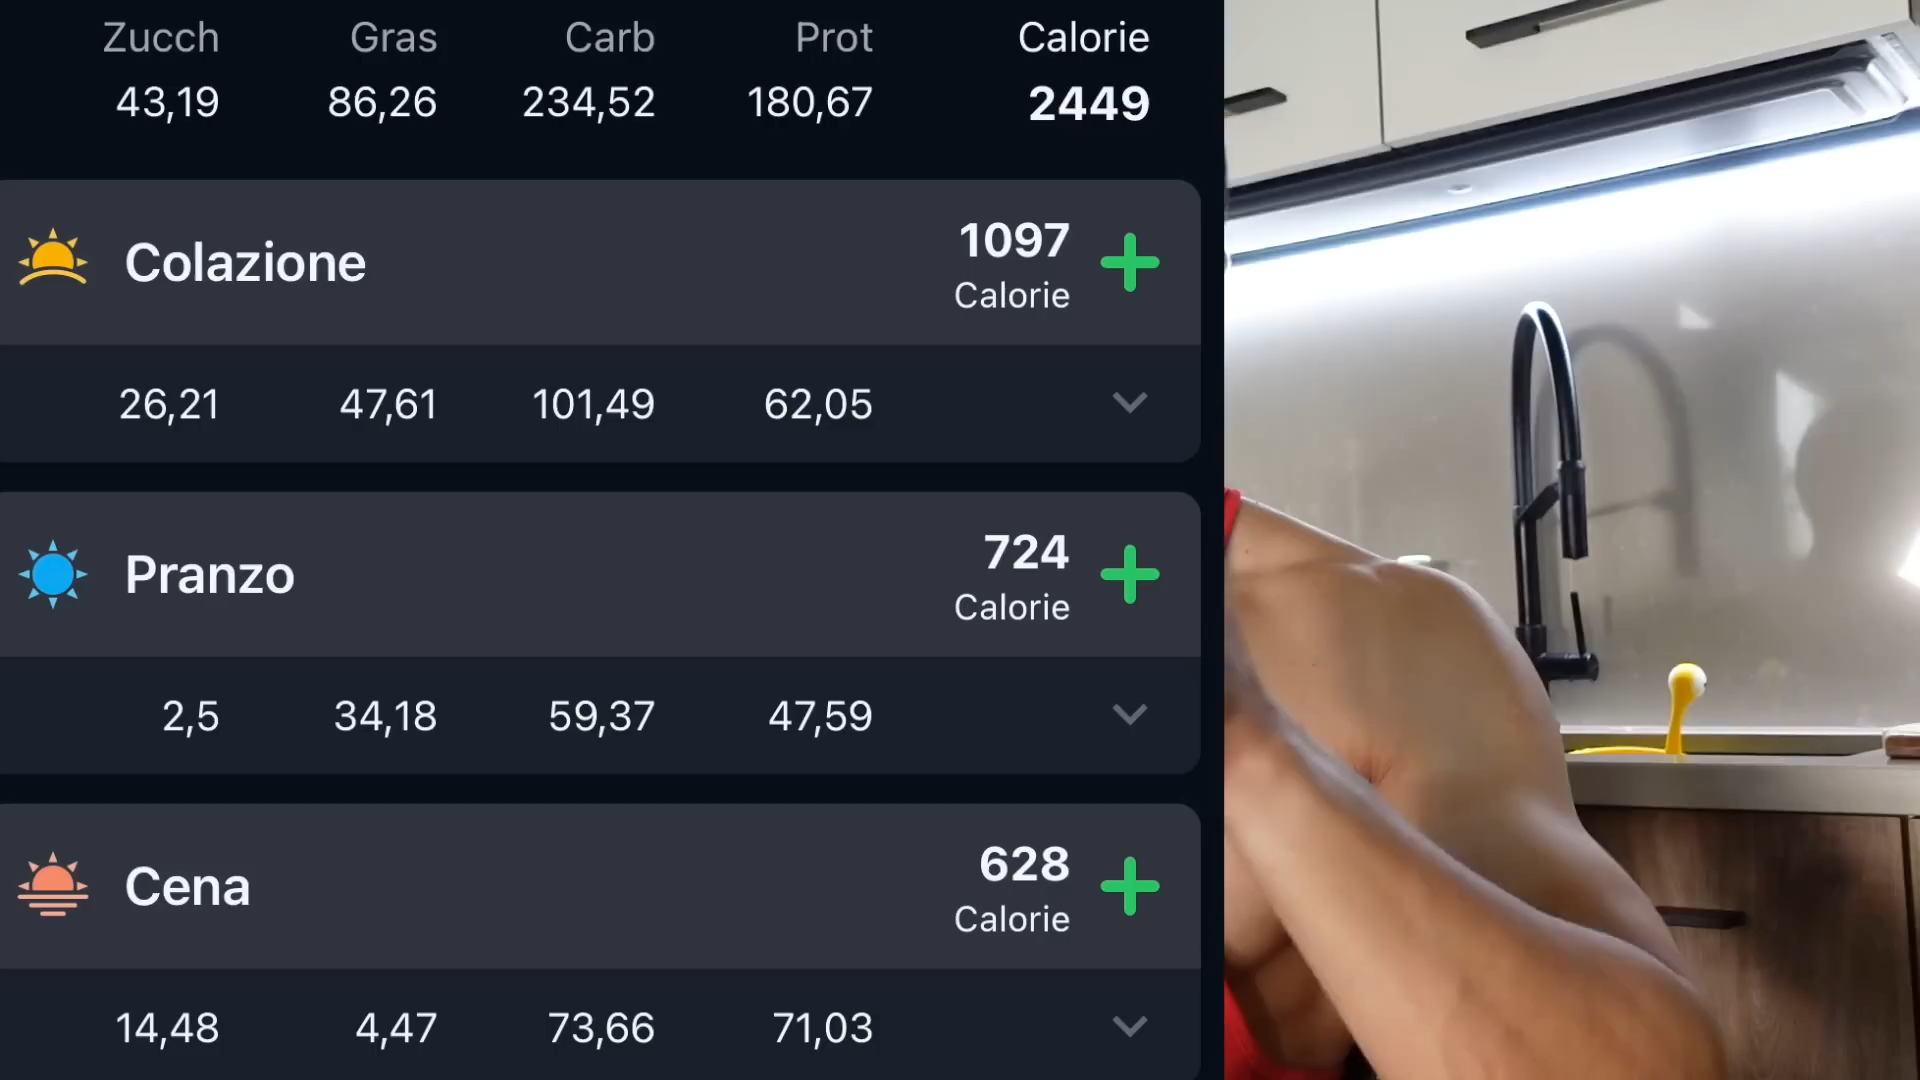 Zucch Gras Carb Prot Calorie
43,19 86,26 234,52 180,67 2449
Colazione 1097
Calorie
26,21 47,61 101,49 62,05
Pranzo 724
Calorie
2,5 34,18 59,37 47,59
Cena 628
Calorie
14,48 4,47 73,66 71,03